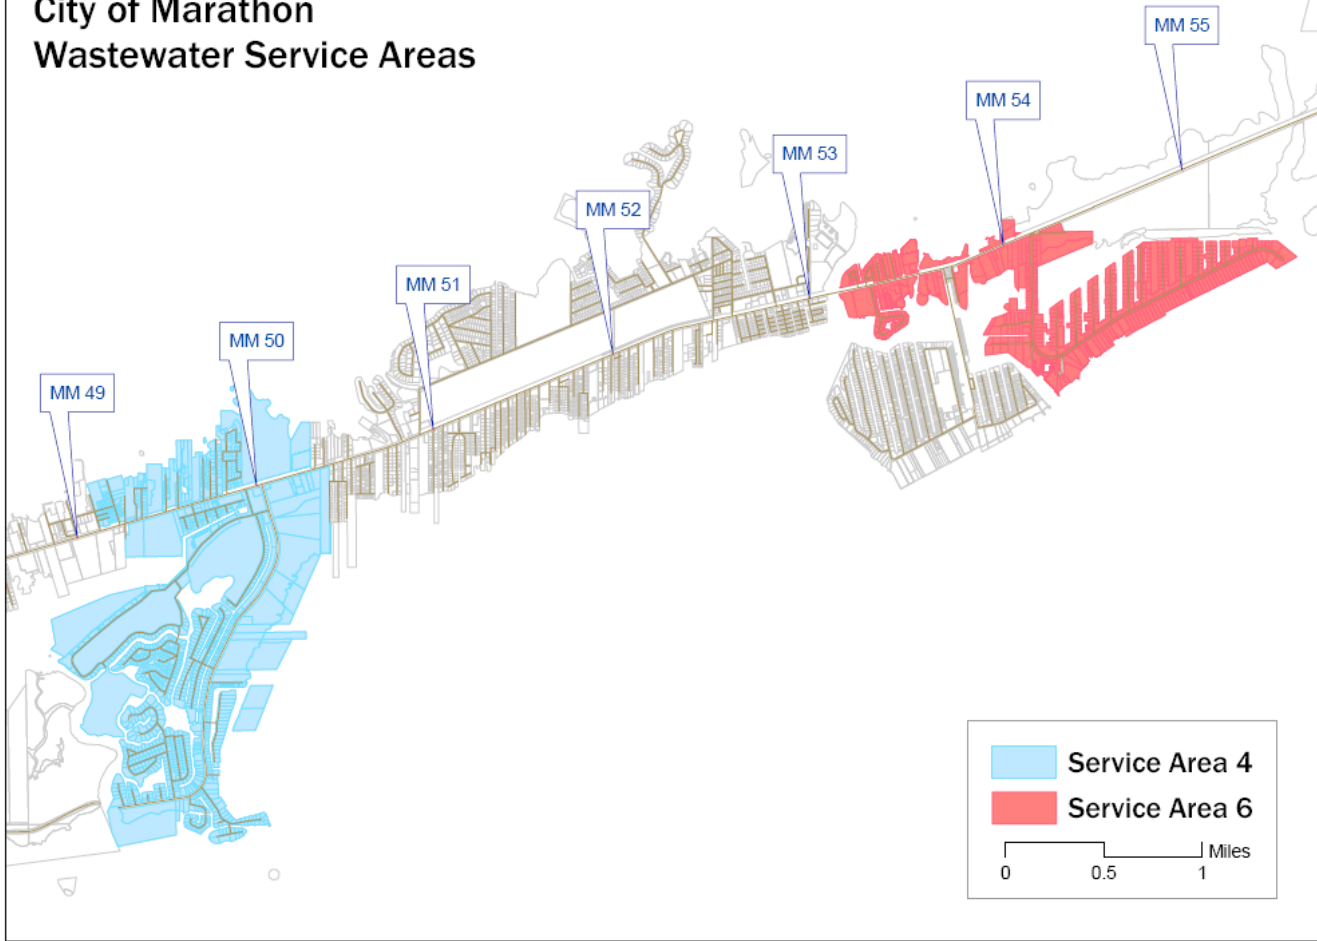 City of Marathon
Wastewater Service Areas
MM 55
MM 54
MM 53
MM 52
MM 51
MM 50
MM 49
Service Area 4
Service Area 6
Miles
0 0.5 1